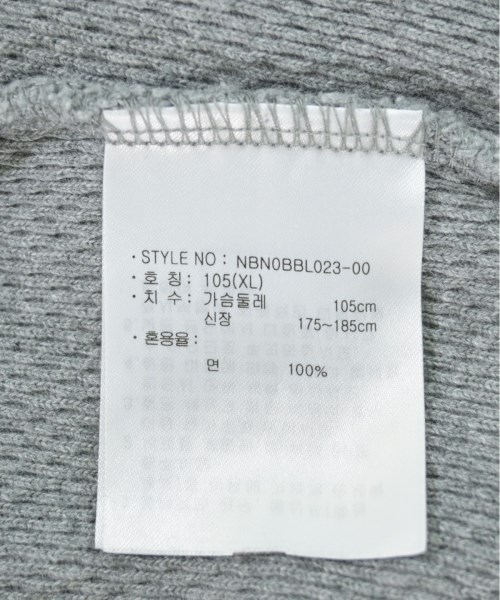 · STYLE NO : NBN0BBL023-00
· 호 칭 : 105(XL)
· 치 수 : 가슴둘레 105cm
신장 175~185cm
· 혼용율 :
면 100%